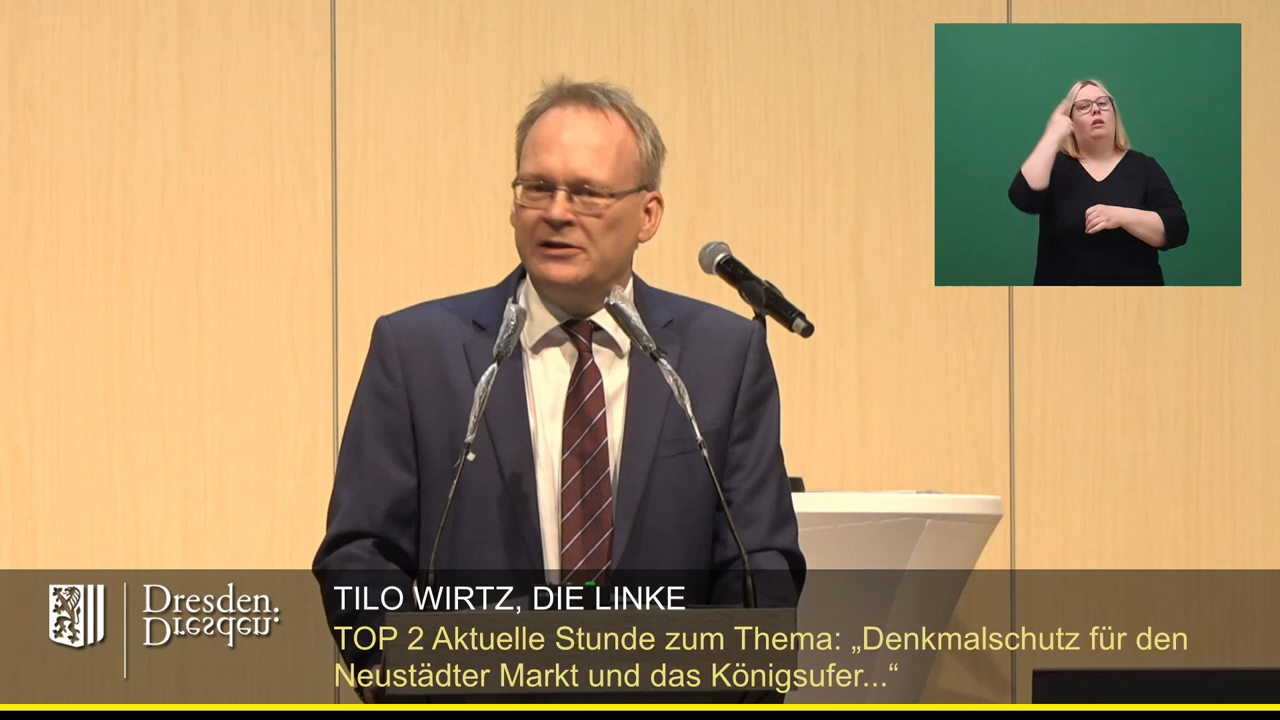 Dresden.
TILO WIRTZ, DIE LINKE
TOP 2 Aktuelle Stunde zum Thema: „Denkmalschutz für den
Neustädter Markt und das Königsufer...“